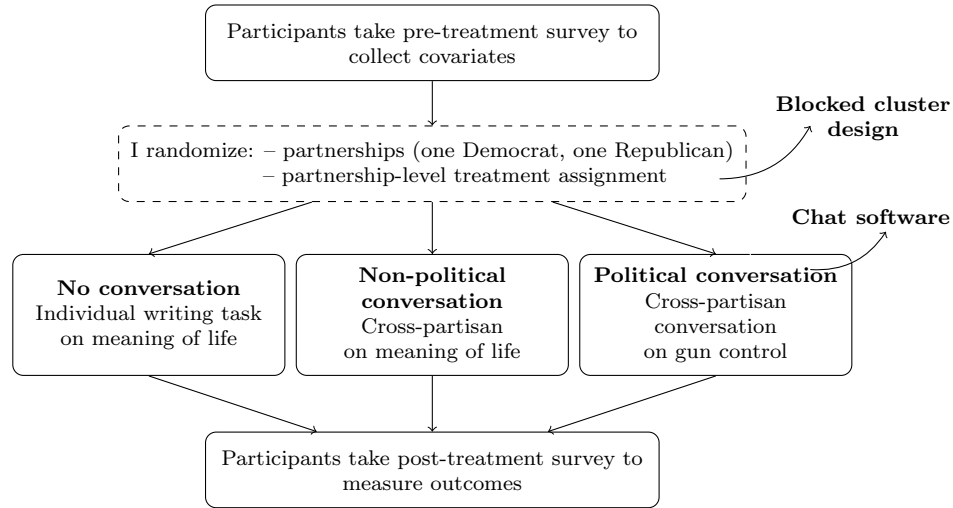 Participants take pre-treatment survey to
collect covariates
Blocked cluster
design
I randomize: – partnerships (one Democrat, one Republican)
– partnership-level treatment assignment
Chat software
No conversation
Individual writing task
on meaning of life
Non-political
conversation
Cross-partisan
on meaning of life
Political conversation
Cross-partisan
conversation
on gun control
Participants take post-treatment survey to
measure outcomes